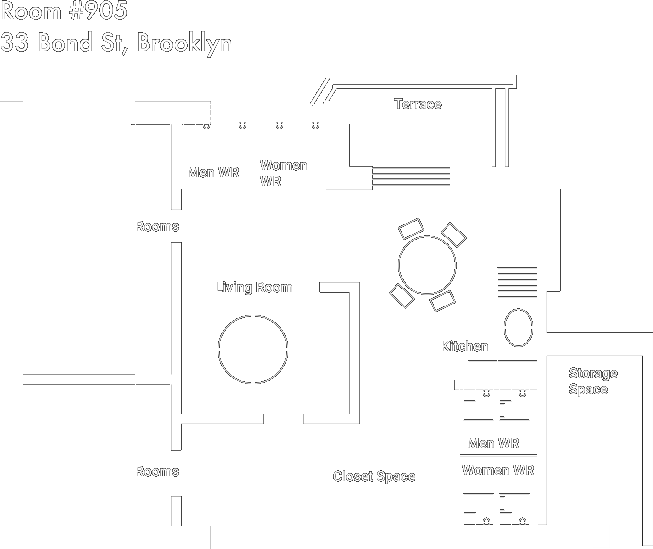 Room #905
33 Bond St, Brooklyn
Terrace
Men WR
Women
WR
Rooms
Living Room
Kitchen
Storage
Space
Men WR
Rooms
Women WR
Closet Space